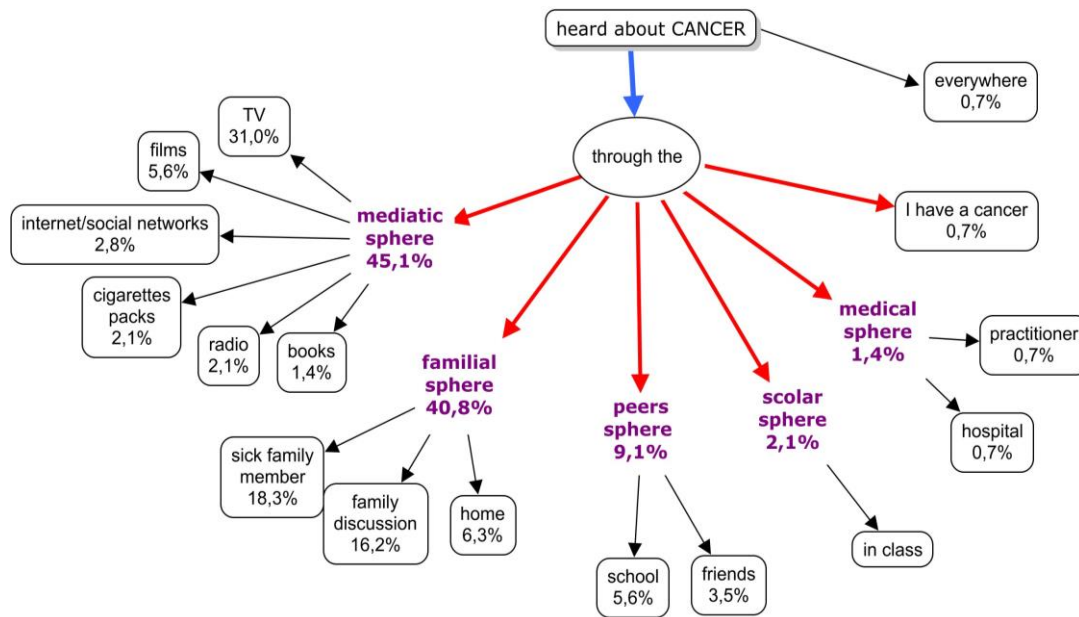 heard about CANCER
everywhere
0,7%
through the
TV
31,0%
films
5,6%
internet/social networks
2,8%
cigarettes
packs
2,1%
radio
2,1%
books
1,4%
mediatic
sphere
45,1%
familial
sphere
40,8%
sick family
member
18,3%
family
discussion
16,2%
home
6,3%
peers
sphere
9,1%
school
5,6%
friends
3,5%
scolar
sphere
2,1%
in class
medical
sphere
1,4%
practitioner
0,7%
hospital
0,7%
I have a cancer
0,7%